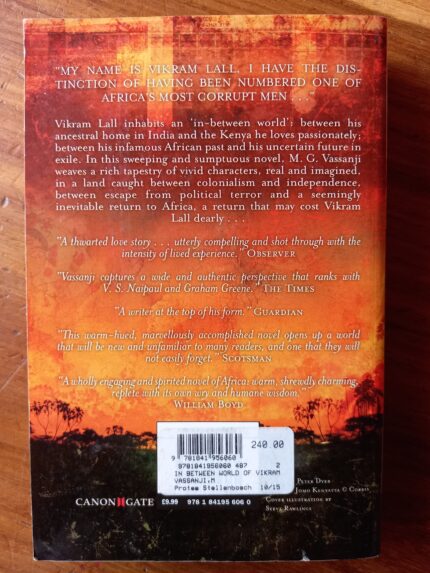 "MY NAME IS VIKRAM LALL. I HAVE THE DIS-
TINCTION OF HAVING BEEN NUMBERED ONE OF
AFRICA'S MOST CORRUPT MEN . . ."
Vikram Lall inhabits an 'in-between world': between his
ancestral home in India and the Kenya he loves passionately;
between his infamous African past and his uncertain future in
exile. In this sweeping and sumptuous novel, M. G. Vassanji
weaves a rich tapestry of vivid characters, real and imagined,
in a land caught between colonialism and independence,
between escape from political terror and a seemingly
inevitable return to Africa, a return that may cost Vikram
Lall dearly . . .
"A thwarted love story . . . utterly compelling and shot through with the
intensity of lived experience." OBSERVER
"Vassanji captures a wide and authentic perspective that ranks with
V. S. Naipaul and Graham Greene." THE TIMES
"A writer at the top of his form." GUARDIAN
"This warm-hued, marvellously accomplished novel opens up a world
that will be new and unfamiliar to many readers, and one that they will
not easily forget." SCOTSMAN
"A wholly engaging and spirited novel of Africa: warm, shrewdly charming,
replete with its own wry and humane wisdom."
WILLIAM BOYD
240 00
9 781841 956060
9781841956060 487 2
IN BETWEEN WORLD OF VIKRAM
VASSANJI,M
Protea Stellenbosch 10/15
PETER DYER
JOMO KENYATTA © CORBIS
COVER ILLUSTRATION BY
STEVE RAWLINGS
CANONGATE
£9.99
978 1 84195 606 0